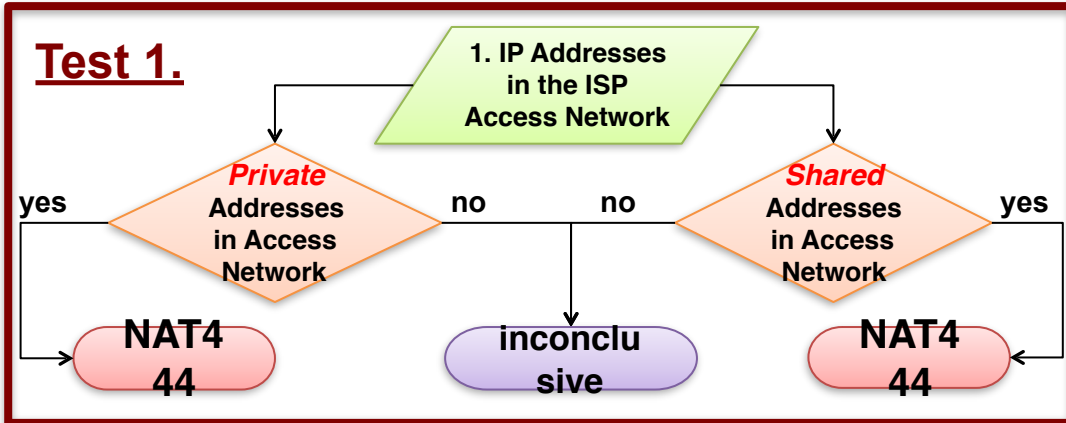 Test 1.
1. IP Addresses
in the ISP
Access Network
yes
Private
Addresses
in Access
Network
no
no
Shared
Addresses
in Access
Network
yes
NAT4
44
inconclu
sive
NAT4
44